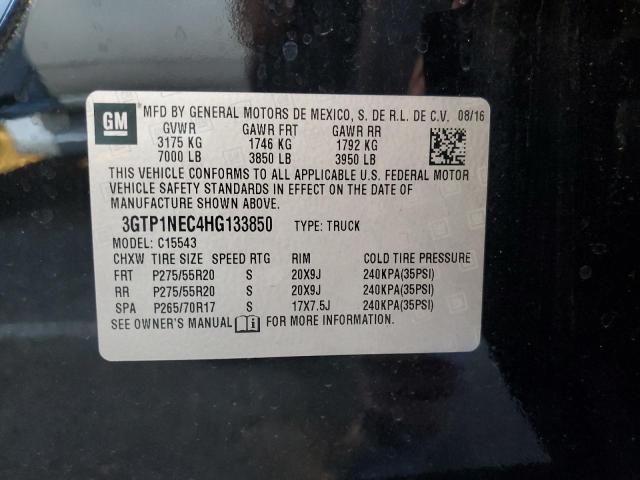 GM MFD BY GENERAL MOTORS DE MEXICO, S. DE R.L. DE C.V. 08/16
GVWR GAWR FRT GAWR RR
3175 KG 1746 KG 1792 KG
7000 LB 3850 LB 3950 LB
THIS VEHICLE CONFORMS TO ALL APPLICABLE U.S. FEDERAL MOTOR
VEHICLE SAFETY STANDARDS IN EFFECT ON THE DATE OF
MANUFACTURE SHOWN ABOVE.
3GTP1NEC4HG133850 TYPE: TRUCK
MODEL: C15543
CHXW TIRE SIZE SPEED RTG RIM COLD TIRE PRESSURE
FRT P275/55R20 S 20X9J 240KPA(35PSI)
RR P275/55R20 S 20X9J 240KPA(35PSI)
SPA P265/70R17 S 17X7.5J 240KPA(35PSI)
SEE OWNER'S MANUAL FOR MORE INFORMATION.